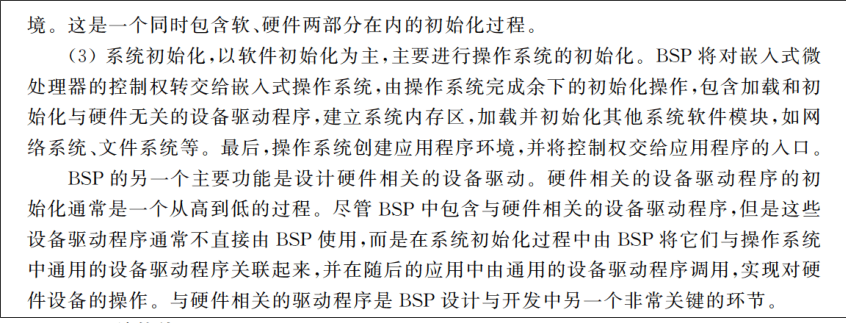 境。这是一个同时包含软、硬件两部分在内的初始化过程。
（3）系统初始化，以软件初始化为主，主要进行操作系统的初始化。BSP 将对嵌入式微
处理器的控制权转交给嵌入式操作系统，由操作系统完成余下的初始化操作，包含加载和初
始化与硬件无关的设备驱动程序，建立系统内存区，加载并初始化其他系统软件模块，如网
络系统、文件系统等。最后，操作系统创建应用程序环境，并将控制权交给应用程序的入口。
BSP 的另一个主要功能是设计硬件相关的设备驱动。硬件相关的设备驱动程序的初
始化通常是一个从高到低的过程。尽管 BSP 中包含与硬件相关的设备驱动程序，但是这些
设备驱动程序通常不直接由 BSP 使用，而是在系统初始化过程中由 BSP 将它们与操作系统
中通用的设备驱动程序关联起来，并在随后的应用中由通用的设备驱动程序调用，实现对硬
件设备的操作。与硬件相关的驱动程序是 BSP 设计与开发中另一个非常关键的环节。